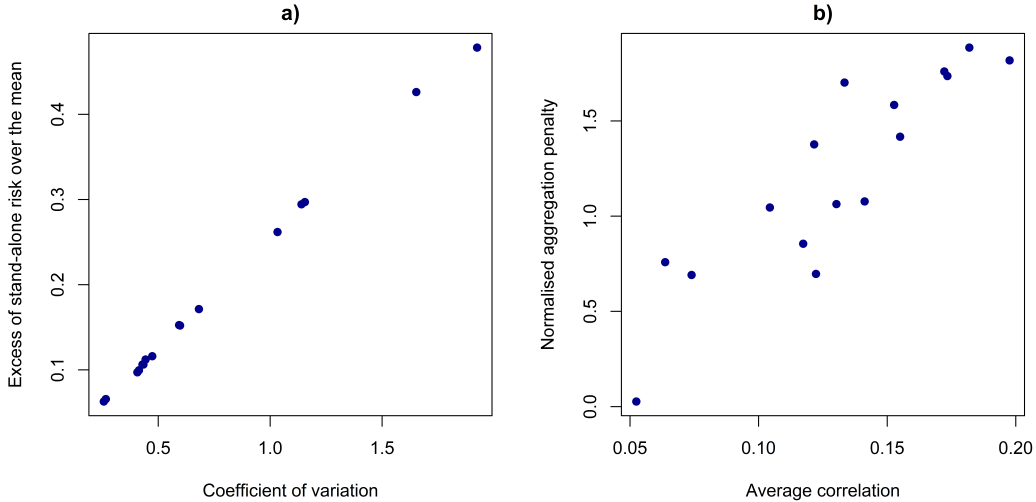 a)
Excess of stand-alone risk over the mean
0.4
0.3
0.2
0.1
0.5 1.0 1.5
Coefficient of variation
b)
Normalised aggregation penalty
1.5
1.0
0.5
0.0
0.05 0.10 0.15 0.20
Average correlation